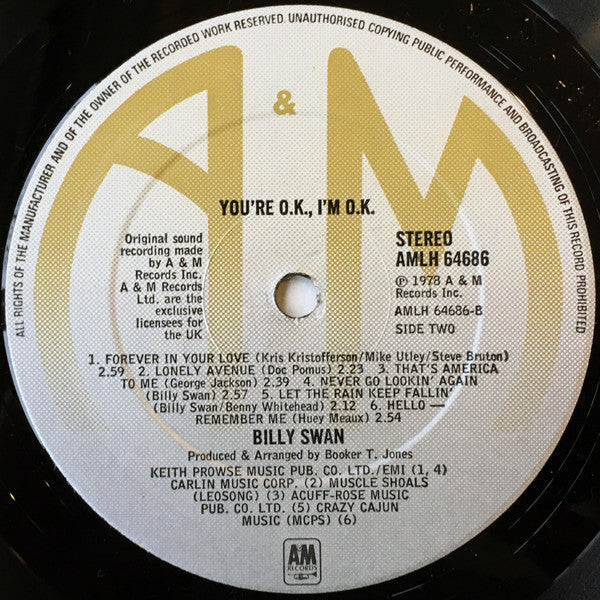 ALL RIGHTS OF THE MANUFACTURER AND OF THE OWNER OF THE RECORDED WORK RESERVED. UNAUTHORISED COPYING PUBLIC PERFORMANCE AND BROADCASTING OF THIS RECORD PROHIBITED
A & M
YOU'RE O.K., I'M O.K.
Original sound
recording made
by A & M
Records Inc.
A & M Records
Ltd. are the
exclusive
licensees for
the UK
STEREO
AMLH 64686
℗ 1978 A & M
Records Inc.
AMLH 64686-B
SIDE TWO
1. FOREVER IN YOUR LOVE (Kris Kristofferson/Mike Utley/Steve Bruton)
2.59 2. LONELY AVENUE (Doc Pomus) 2.23 3. THAT'S AMERICA
TO ME (George Jackson) 2.39 4. NEVER GO LOOKIN' AGAIN
(Billy Swan) 2.57 5. LET THE RAIN KEEP FALLIN'
(Billy Swan/Benny Whitehead) 2.12 6. HELLO —
REMEMBER ME (Huey Meaux) 2.54
BILLY SWAN
Produced & Arranged by Booker T. Jones
KEITH PROWSE MUSIC PUB. CO. LTD./EMI (1, 4)
CARLIN MUSIC CORP. (2) MUSCLE SHOALS
(LEOSONG) (3) ACUFF-ROSE MUSIC
PUB. CO. LTD. (5) CRAZY CAJUN
MUSIC (MCPS) (6)
AM
RECORDS